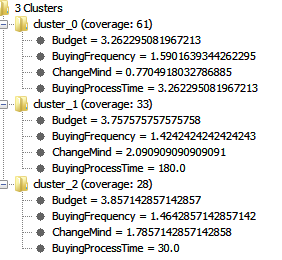 3 Clusters
cluster_0 (coverage: 61)
Budget = 3.262295081967213
BuyingFrequency = 1.5901639344262295
ChangeMind = 0.7704918032786885
BuyingProcessTime = 3.262295081967213
cluster_1 (coverage: 33)
Budget = 3.757575757575758
BuyingFrequency = 1.4242424242424243
ChangeMind = 2.090909090909091
BuyingProcessTime = 180.0
cluster_2 (coverage: 28)
Budget = 3.857142857142857
BuyingFrequency = 1.4642857142857142
ChangeMind = 1.7857142857142858
BuyingProcessTime = 30.0